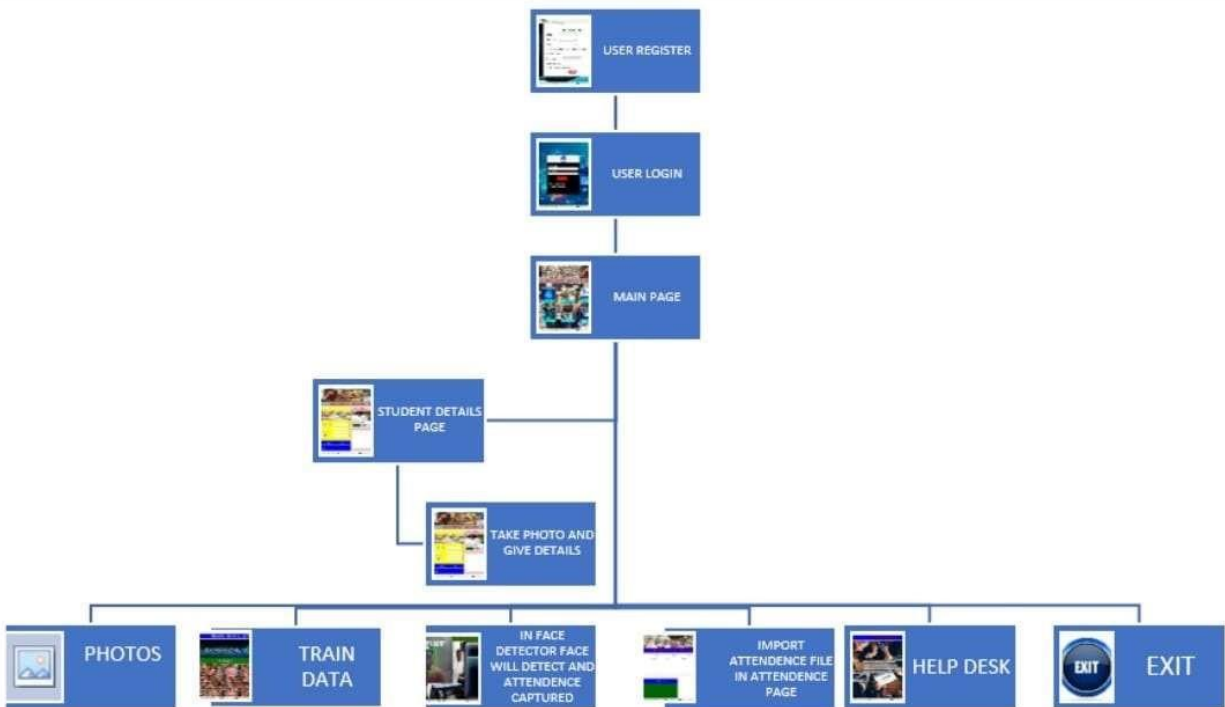 USER REGISTER
USER LOGIN
MAIN PAGE
STUDENT DETAILS
PAGE
TAKE PHOTO AND
GIVE DETAILS
PHOTOS
TRAIN
DATA
IN FACE
DETECTOR FACE
WILL DETECT AND
ATTENDENCE
CAPTURED
IMPORT
ATTENDENCE FILE
IN ATTENDENCE
PAGE
HELP DESK
EXIT
EXIT